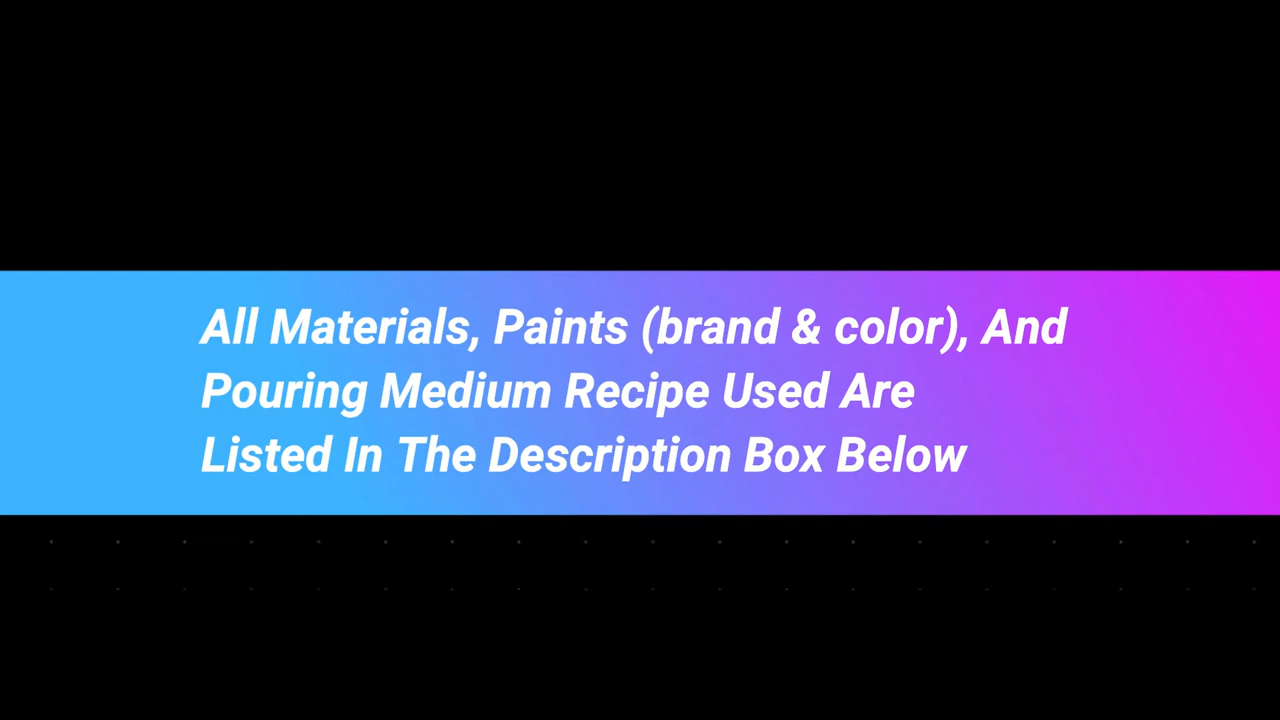 All Materials, Paints (brand & color), And
Pouring Medium Recipe Used Are
Listed In The Description Box Below